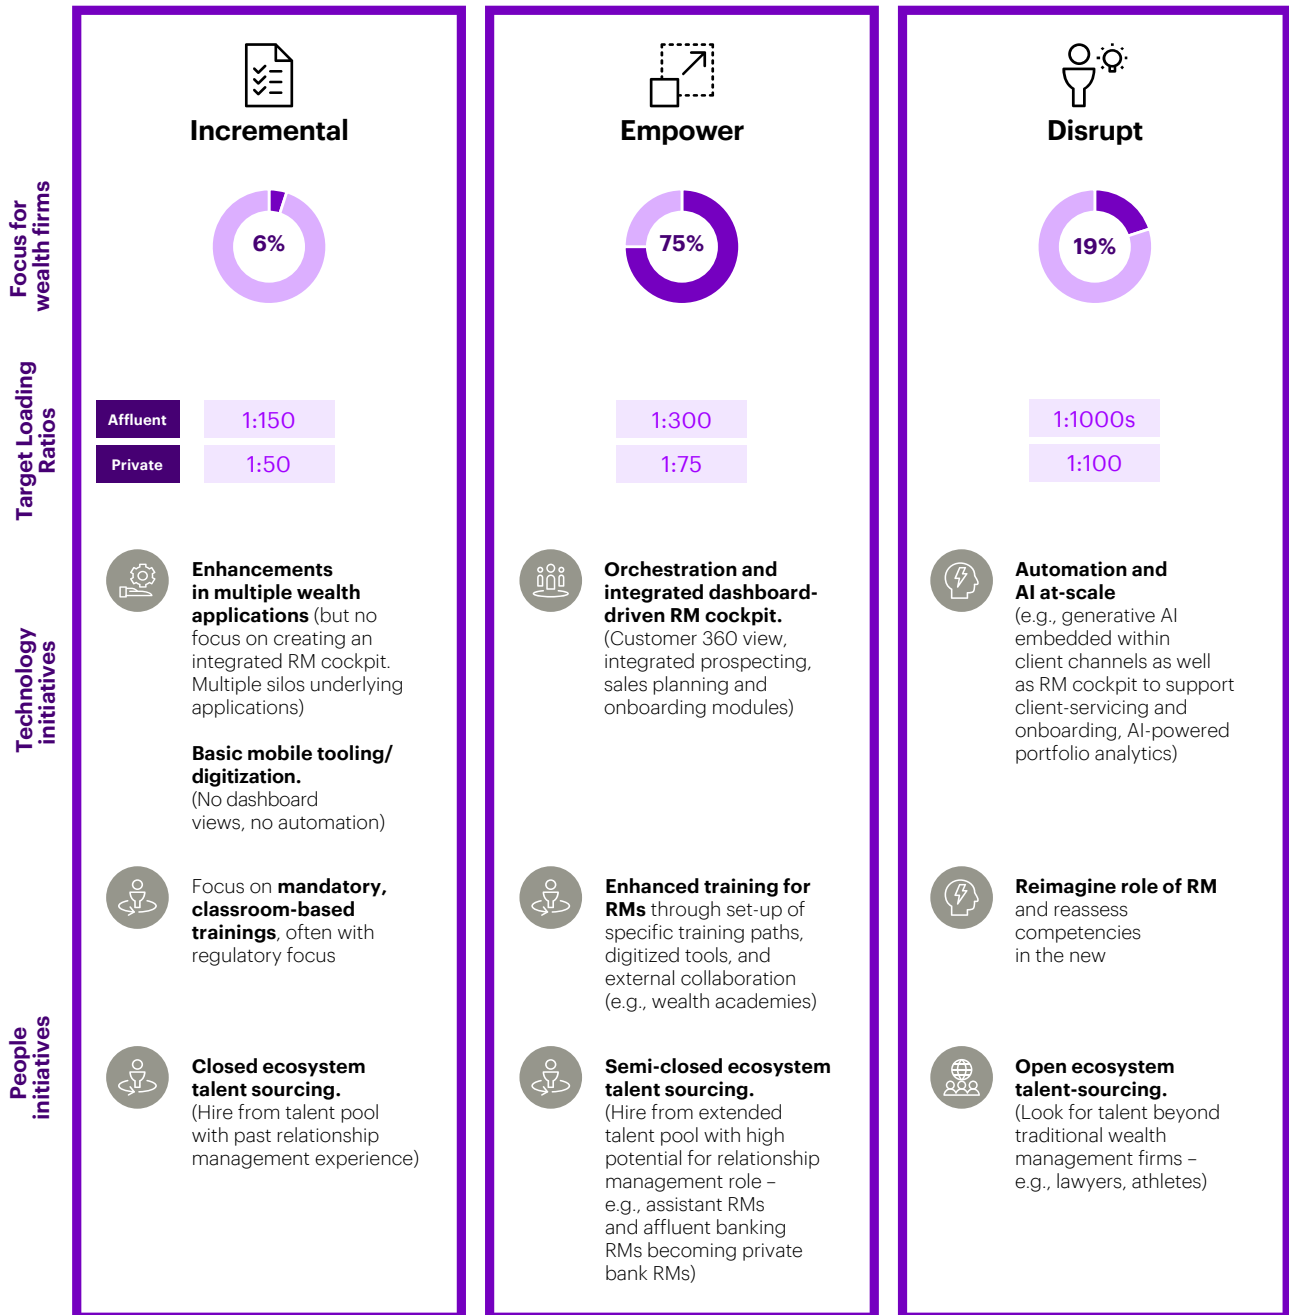 Incremental
Empower
Disrupt
Focus for
wealth firms
6%
75%
19%
Target Loading
Ratios
Affluent
1:150
1:300
1:1000s
Private
1:50
1:75
1:100
Technology
initiatives
Enhancements
in multiple wealth
applications (but no
focus on creating an
integrated RM cockpit.
Multiple silos underlying
applications)
Basic mobile tooling/
digitization.
(No dashboard
views, no automation)
Orchestration and
integrated dashboard-
driven RM cockpit.
(Customer 360 view,
integrated prospecting,
sales planning and
onboarding modules)
Automation and
AI at-scale
(e.g., generative AI
embedded within
client channels as well
as RM cockpit to support
client-servicing and
onboarding, AI-powered
portfolio analytics)
People
initiatives
Focus on mandatory,
classroom-based
trainings, often with
regulatory focus
Enhanced training for
RMs through set-up of
specific training paths,
digitized tools, and
external collaboration
(e.g., wealth academies)
Reimagine role of RM
and reassess
competencies
in the new
Closed ecosystem
talent sourcing.
(Hire from talent pool
with past relationship
management experience)
Semi-closed ecosystem
talent sourcing.
(Hire from extended
talent pool with high
potential for relationship
management role –
e.g., assistant RMs
and affluent banking
RMs becoming private
bank RMs)
Open ecosystem
talent-sourcing.
(Look for talent beyond
traditional wealth
management firms –
e.g., lawyers, athletes)